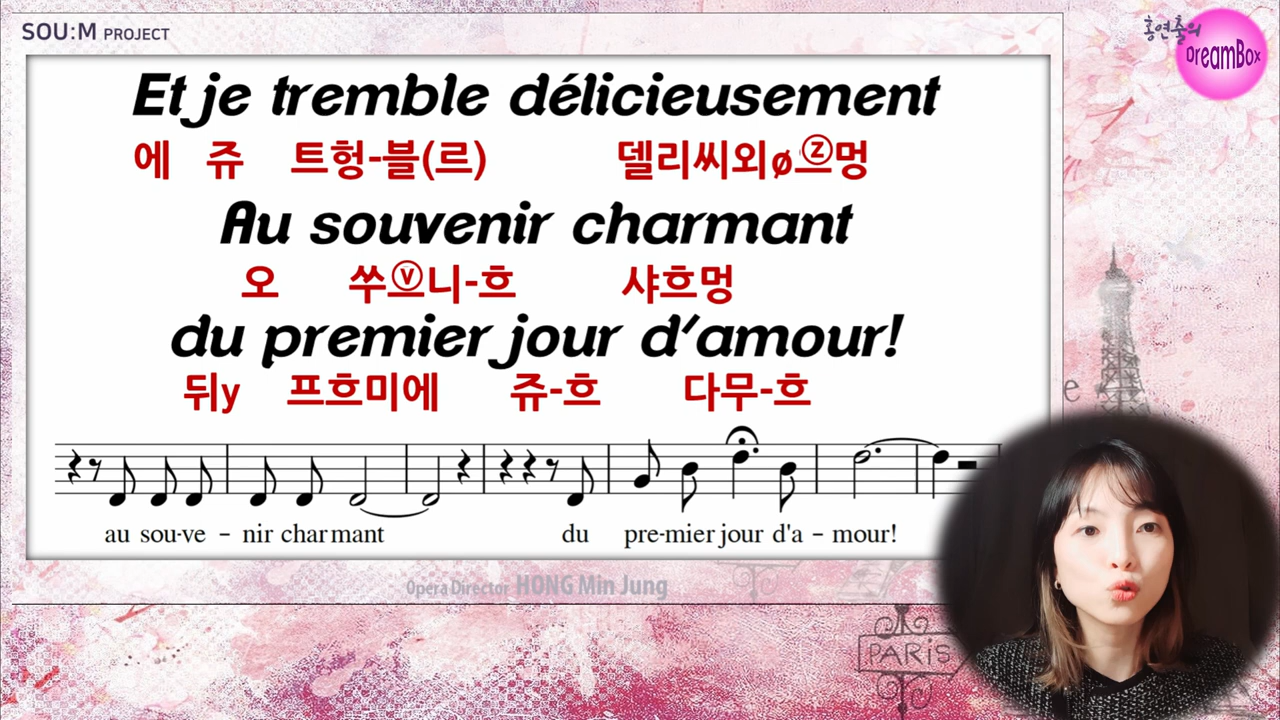 SOU:M PROJECT
홍연출의
DreamBox
Et je tremble délicieusement
에 쥬 트헝-블(르) 델리씨외øⓩ으멍
Au souvenir charmant
오 쑤ⓥ으니-흐 샤흐멍
du premier jour d'amour!
뒤y 프흐미에 쥬-흐 다무-흐
au sou-ve - nir charmant du pre-mier jour d'a - mour!
Opera Director HONG Min Jung
PARIS